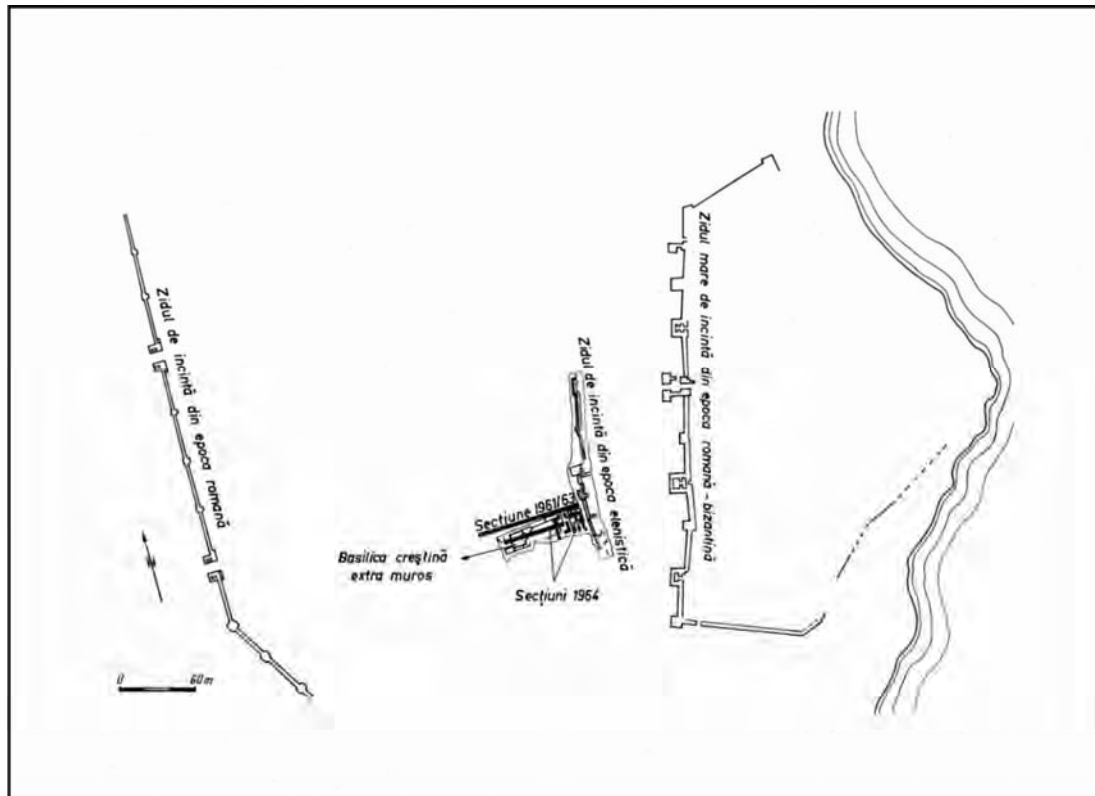 Zidul de incintă din epoca romană
Zidul de incintă din epoca elenistică
Zidul mare de incintă din epoca romană-bizantină
Secțiune 1961/63
Basilica creștină
extra muros
Secțiuni 1964
0 60m